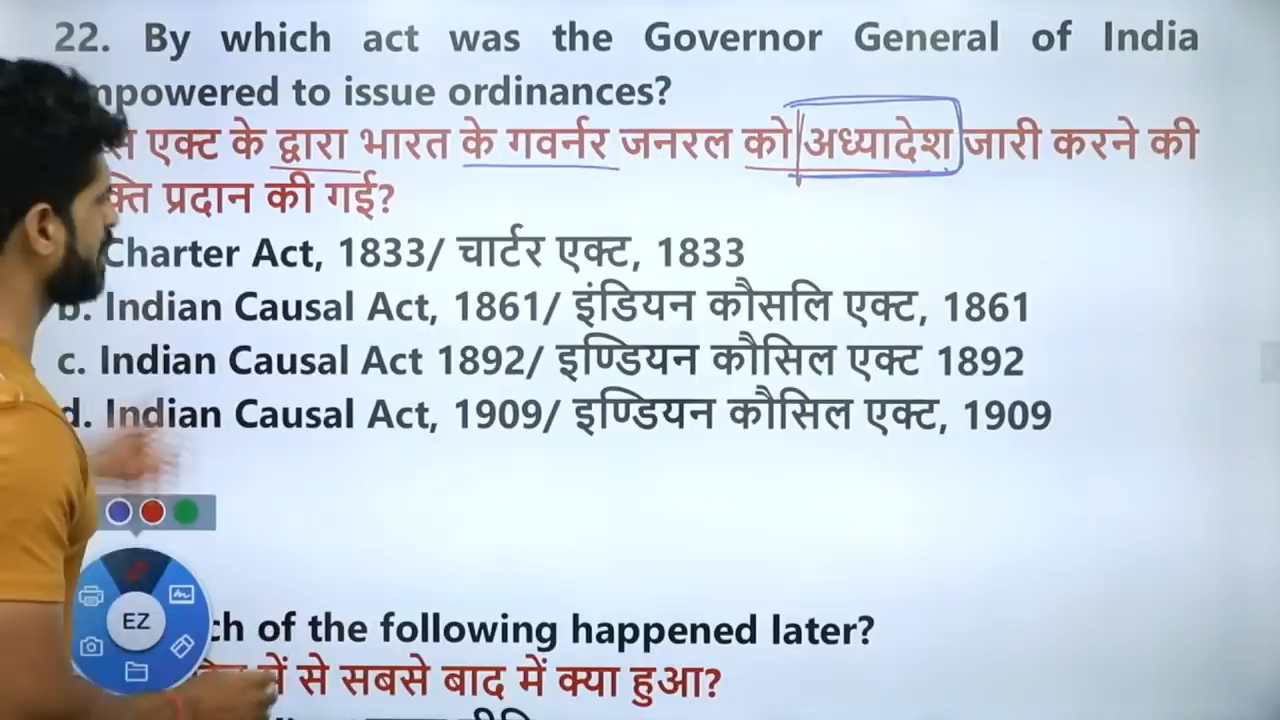 22. By which act was the Governor General of India
mpowered to issue ordinances?
एक्ट के द्वारा भारत के गवर्नर जनरल को अध्यादेश जारी करने की
प्रदान की गई?
Charter Act, 1833/ चार्टर एक्ट, 1833
b. Indian Causal Act, 1861/ इंडियन कौसलि एक्ट, 1861
c. Indian Causal Act 1892/ इण्डियन कौसिल एक्ट 1892
d. Indian Causal Act, 1909/ इण्डियन कौसिल एक्ट, 1909
EZ
ch of the following happened later?
में से सबसे बाद में क्या हुआ?